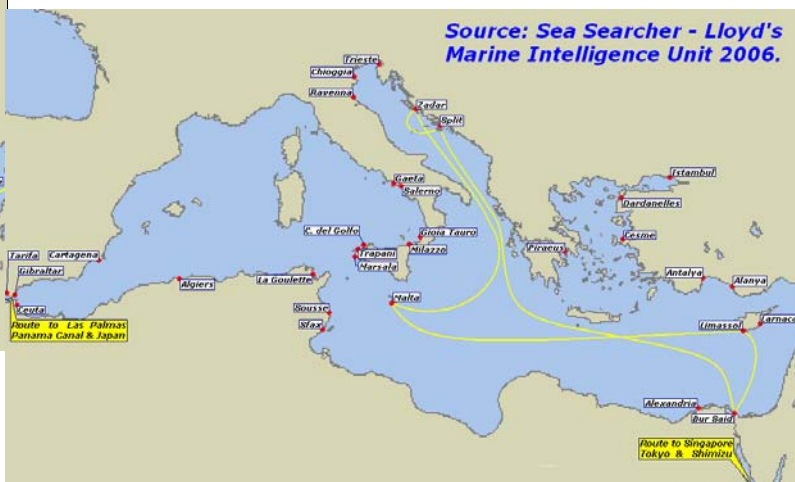 Source: Sea Searcher - Lloyd's
Marine Intelligence Unit 2006.
Trieste
Chioggia
Ravenna
Zadar
Split
Gaeta
Salerno
Istambul
Dardanelles
Cesme
C. del Golfo
Gioia Tauro
Trapani
Milazzo
Marsala
Piraeus
Tarifa
Cartagena
Gibraltar
Algiers
La Goulette
Antalya
Alanya
Ceuta
Malta
Sousse
Sfax
Limassol
Larnaca
Route to Las Palmas
Panama Canal & Japan
Alexandria
Bur Said
Route to Singapore
Tokyo & Shimizu